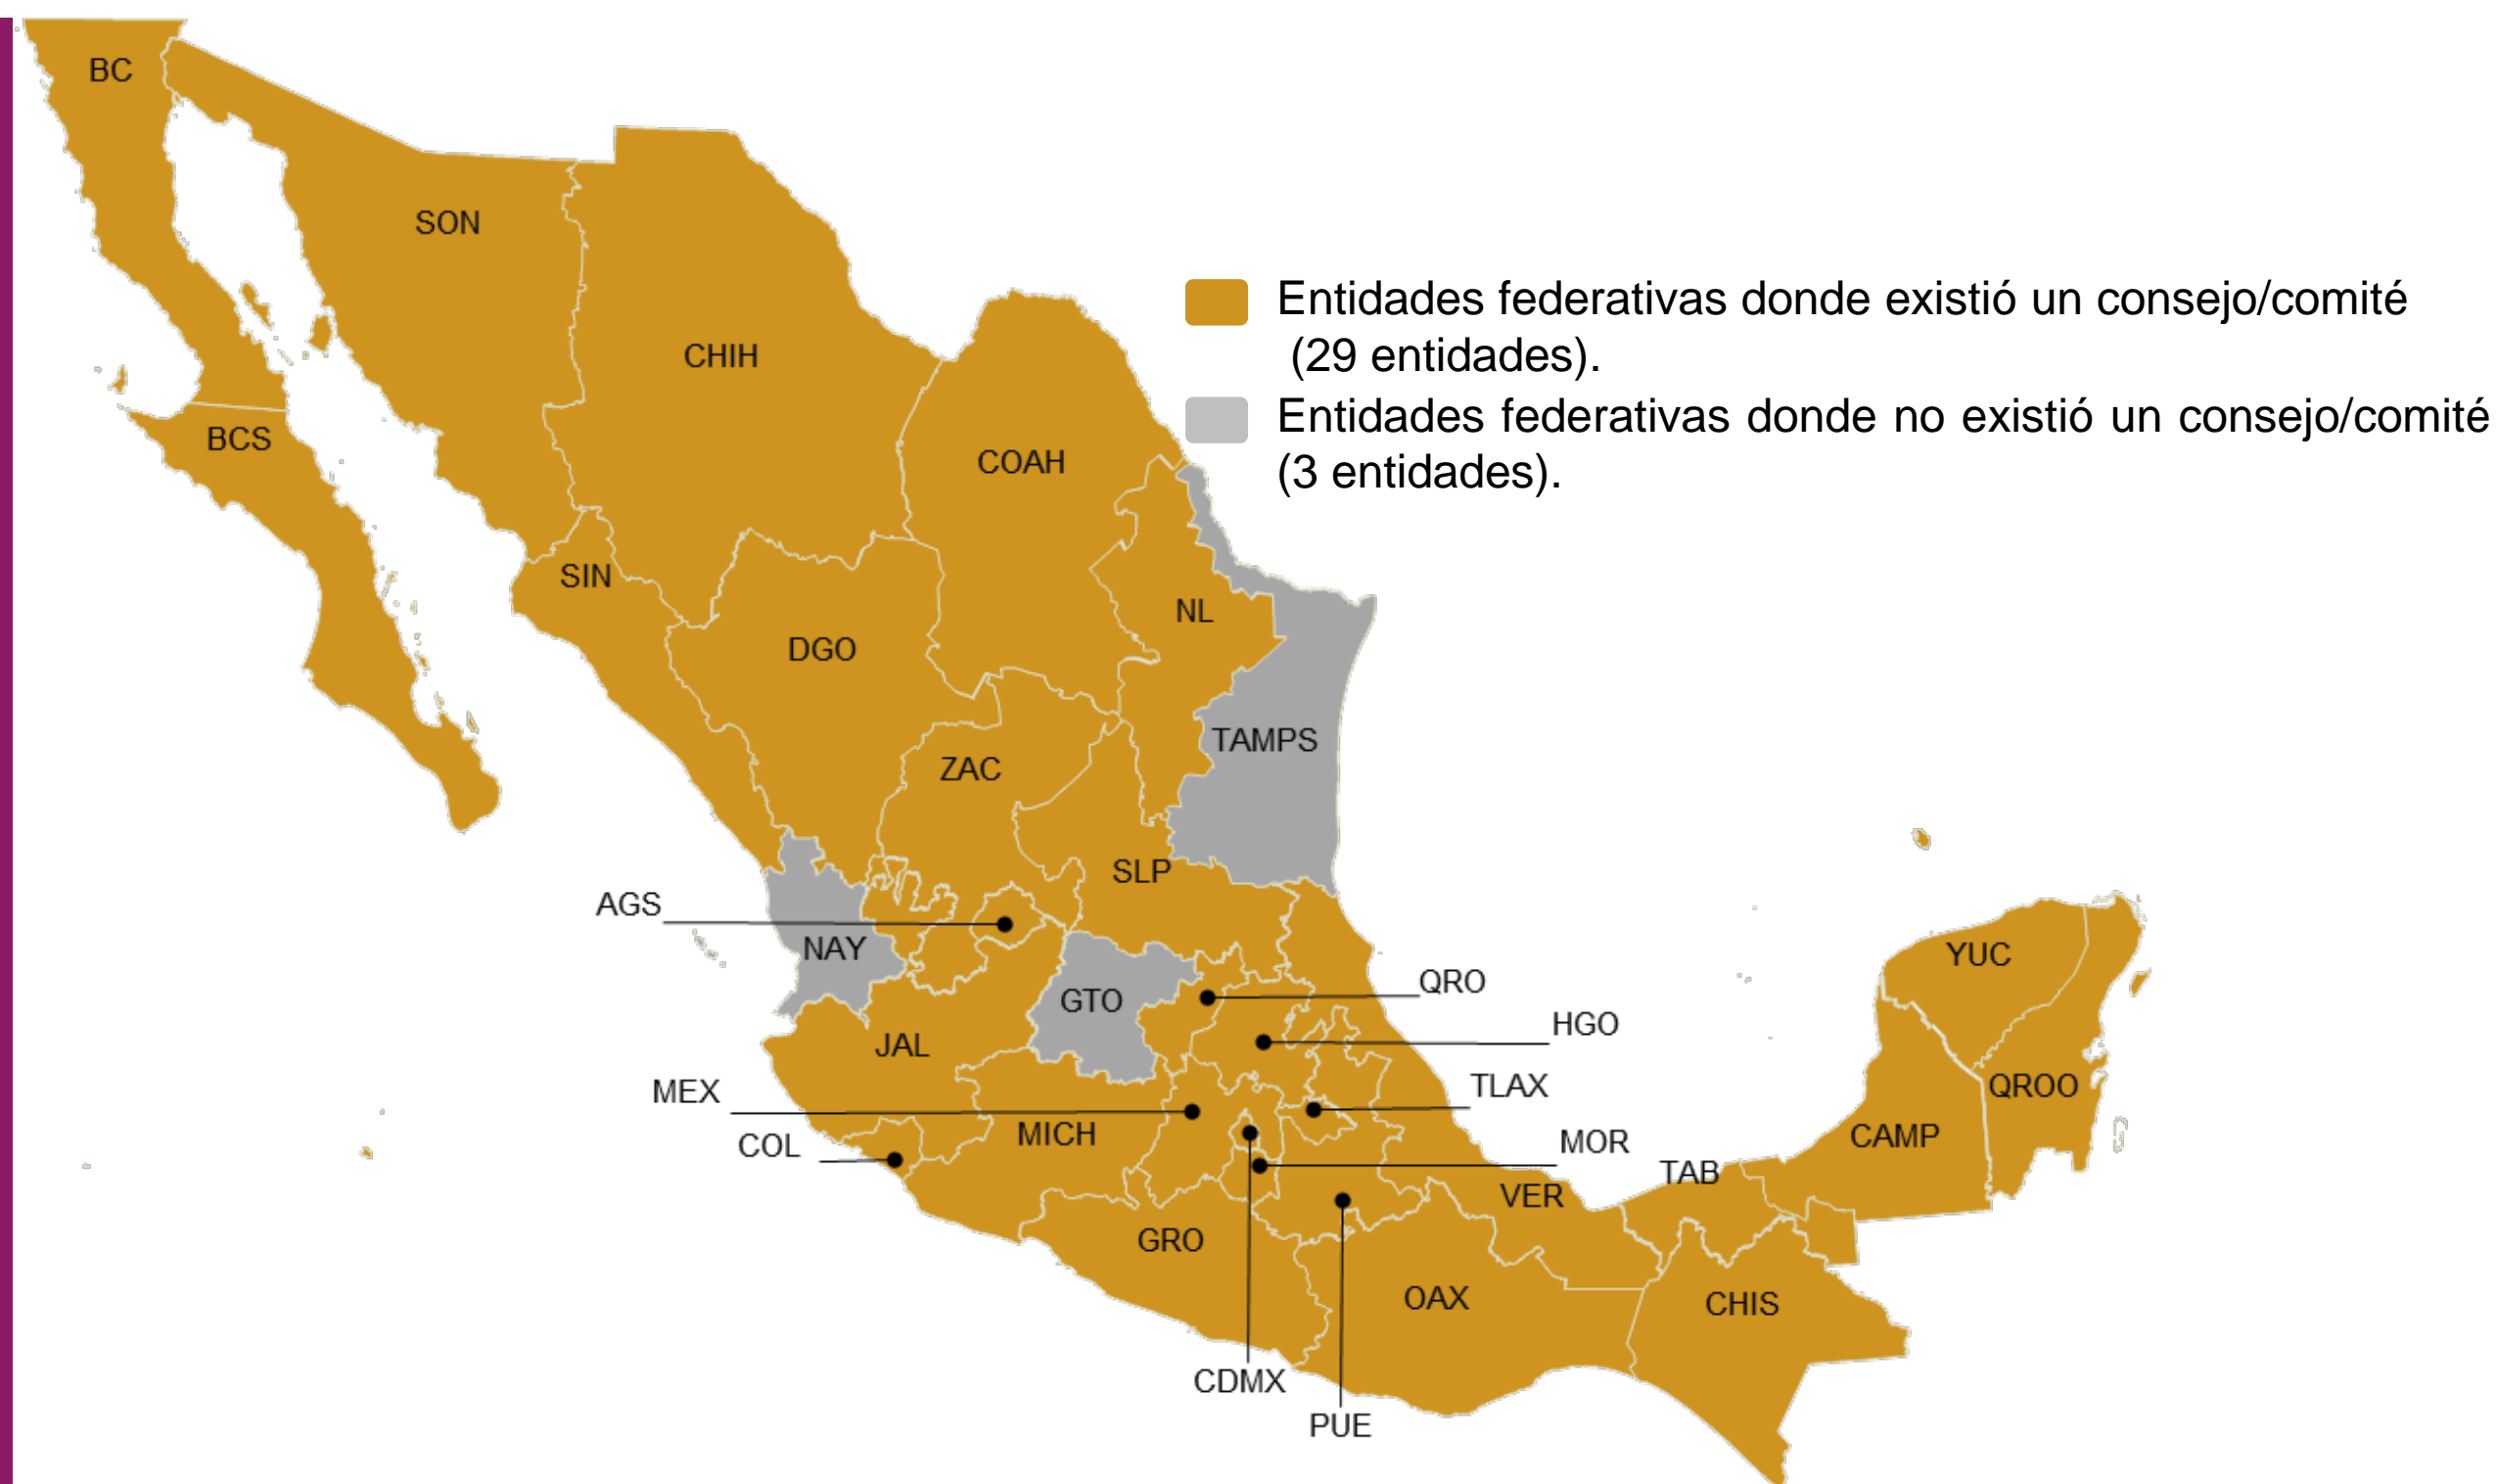 BC
SON
Entidades federativas donde existió un consejo/comité
(29 entidades).
CHIH
Entidades federativas donde no existió un consejo/comité
(3 entidades).
BCS
COAH
SIN
NL
DGO
TAMPS
ZAC
SLP
AGS
NAY
YUC
QRO
GTO
HGO
JAL
MEX
TLAX
QROO
COL
MICH
MOR
CAMP
TAB
VER
GRO
OAX
CHIS
CDMX
PUE